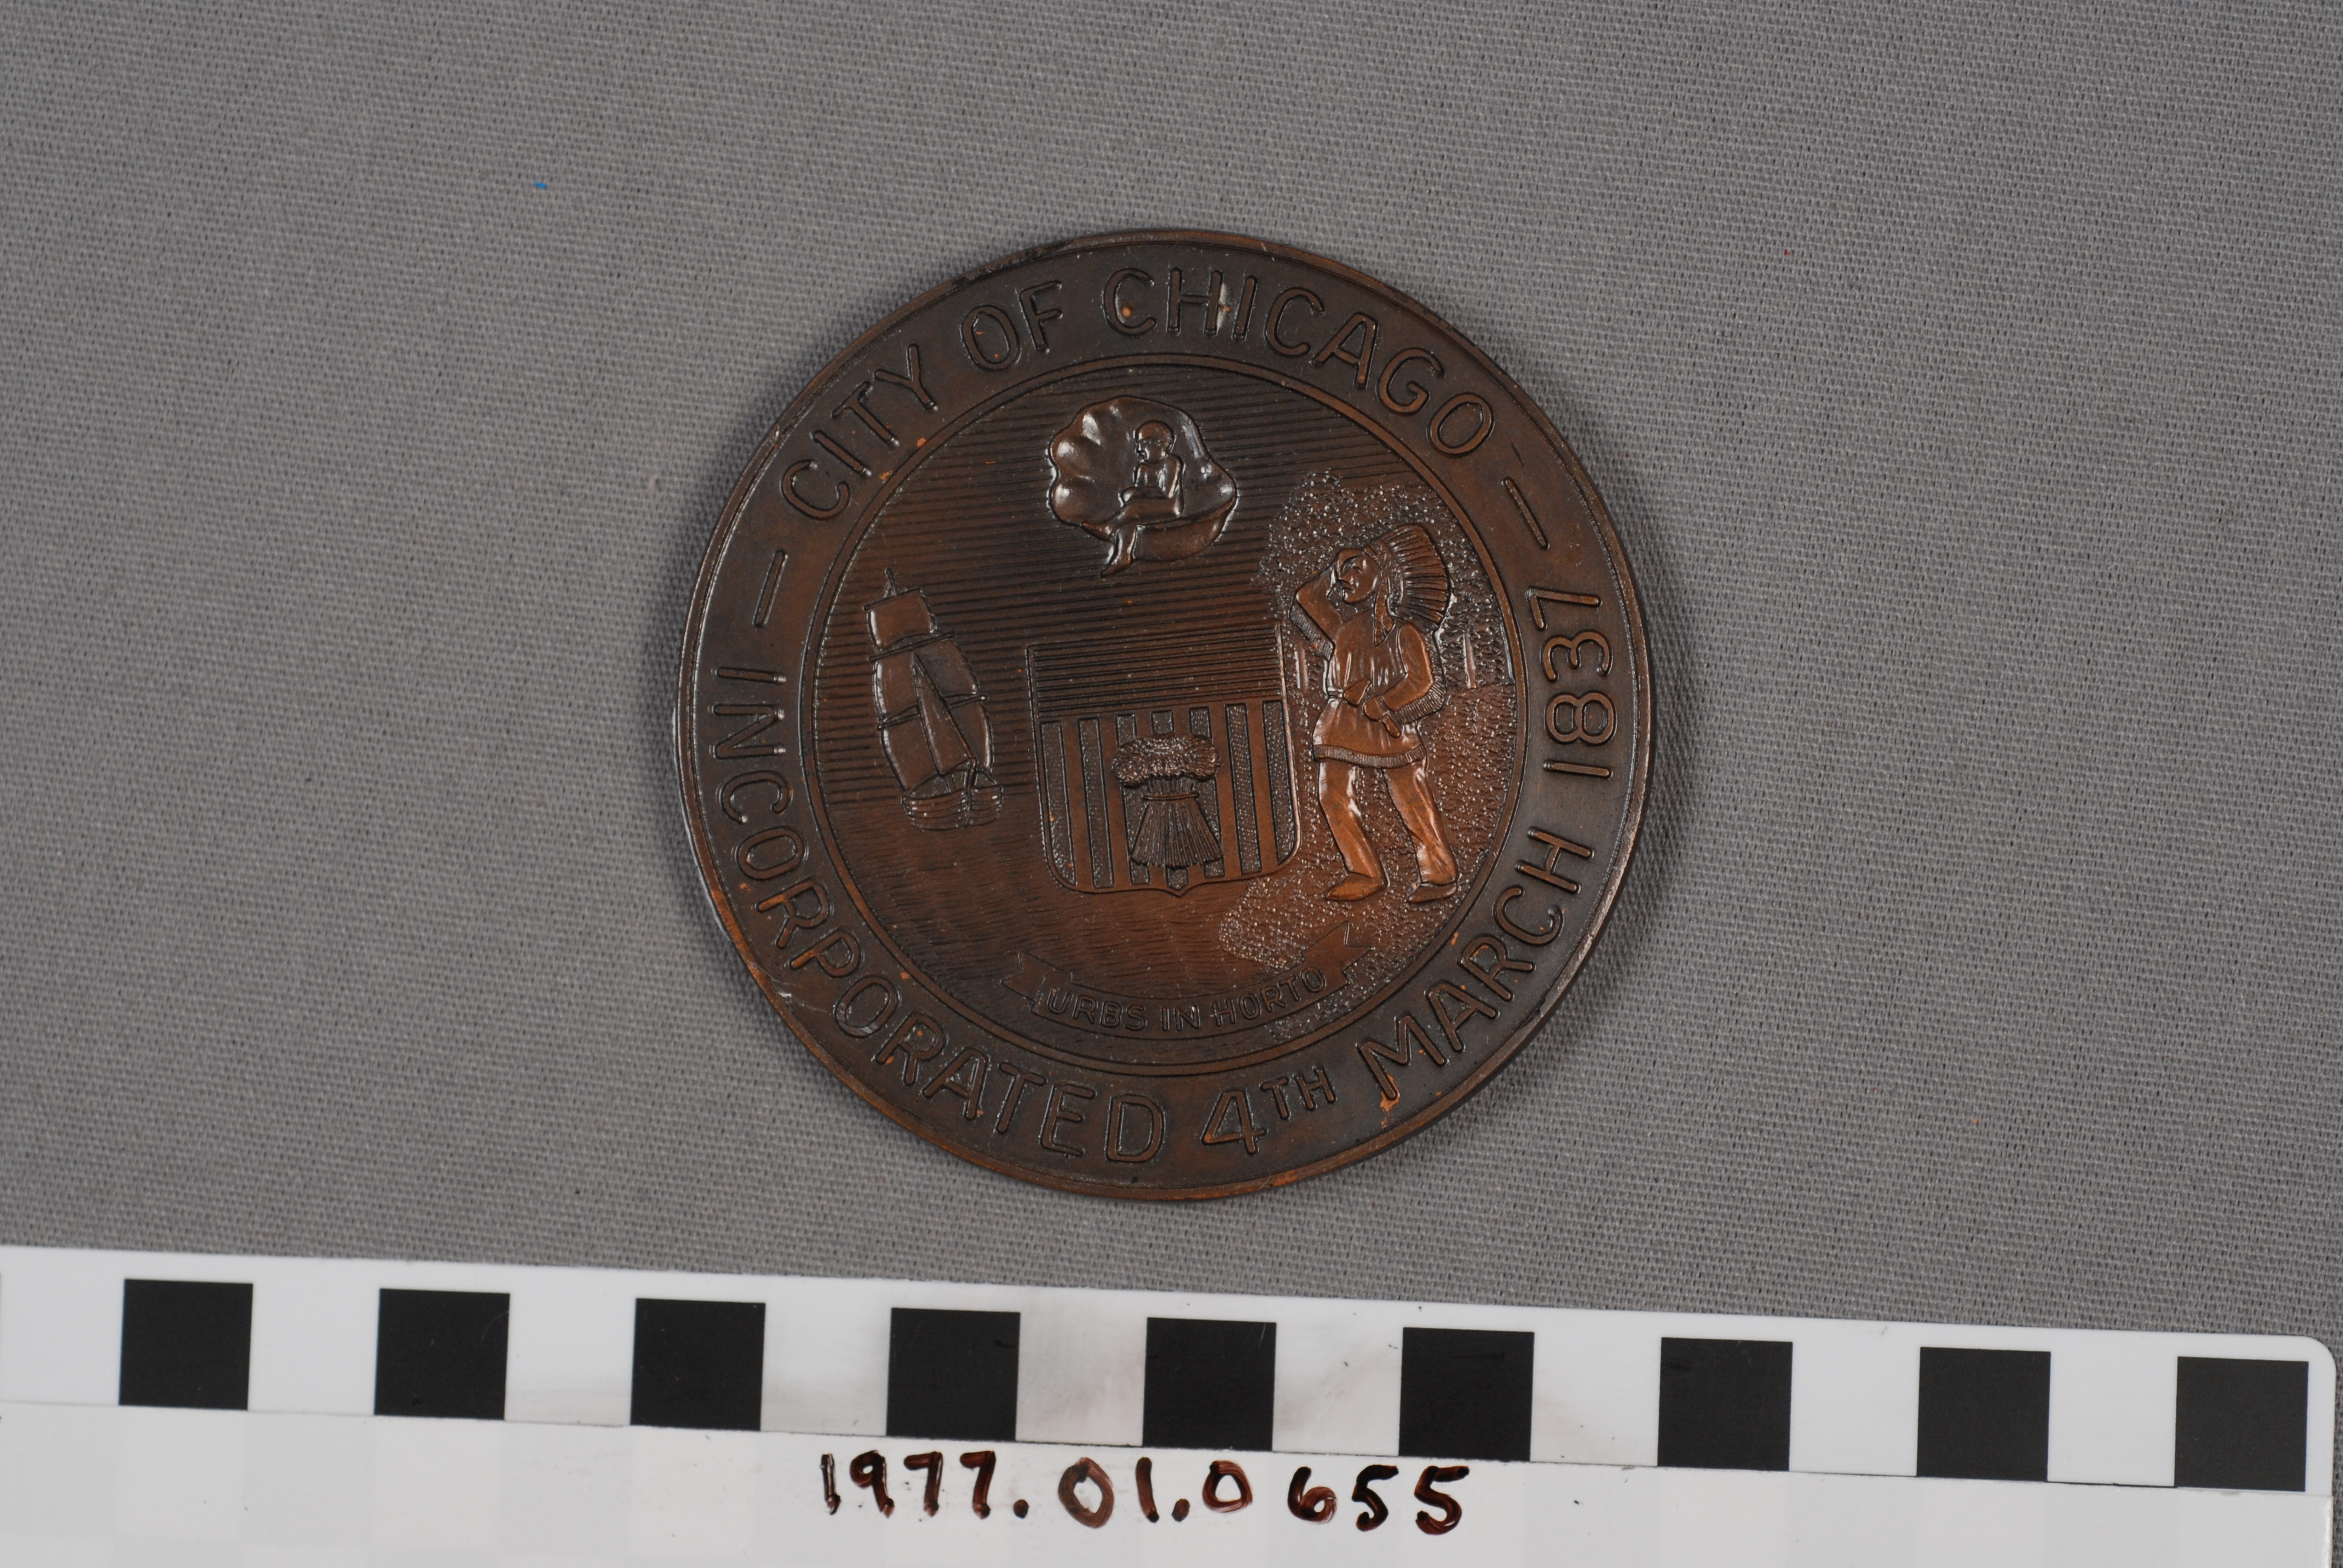 CITY OF CHICAGO
INCORPORATED 4TH MARCH 1837
URBS IN HORTO
1977.01.0655